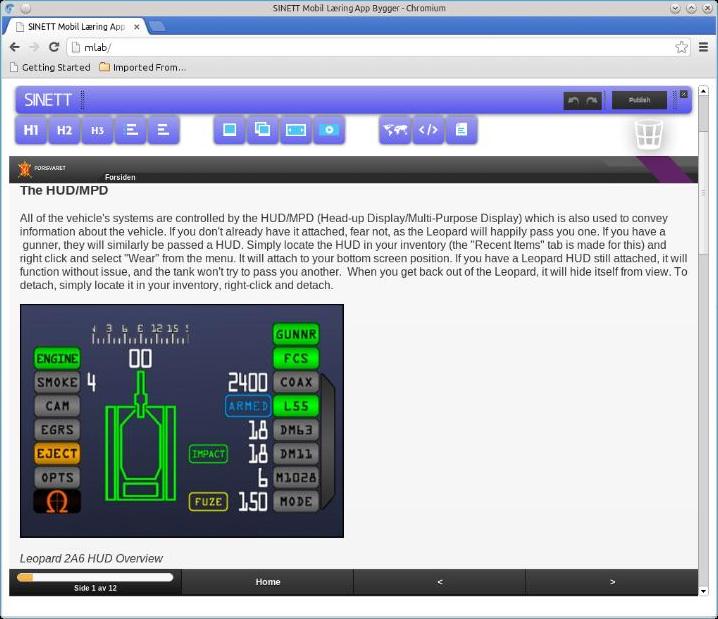 SINETT Mobil Læring App Bygger - Chromium
SINETT Mobil Læring App
mlab/
Getting Started Imported From...
SINETT
Publish
H1 H2 H3
FORSVARET
Forsiden
The HUD/MPD
All of the vehicle's systems are controlled by the HUD/MPD (Head-up Display/Multi-Purpose Display) which is also used to convey
information about the vehicle. If you don't already have it attached, fear not, as the Leopard will happily pass you one. If you have a
gunner, they will similarly be passed a HUD. Simply locate the HUD in your inventory (the "Recent Items" tab is made for this) and
right click and select "Wear" from the menu. It will attach to your bottom screen position. If you have a Leopard HUD still attached, it will
function without issue, and the tank won't try to pass you another. When you get back out of the Leopard, it will hide itself from view. To
detach, simply locate it in your inventory, right-click and detach.
3 6 E 12 15 GUNNR
ENGINE 00 FCS
SMOKE 4 2400 COAX
CAM ARMED L55
EGRS 18 DM63
EJECT IMPACT 18 DM11
OPTS 6 M1028
Ω FUZE 1.50 MODE
Leopard 2A6 HUD Overview
Side 1 av 12 Home < >